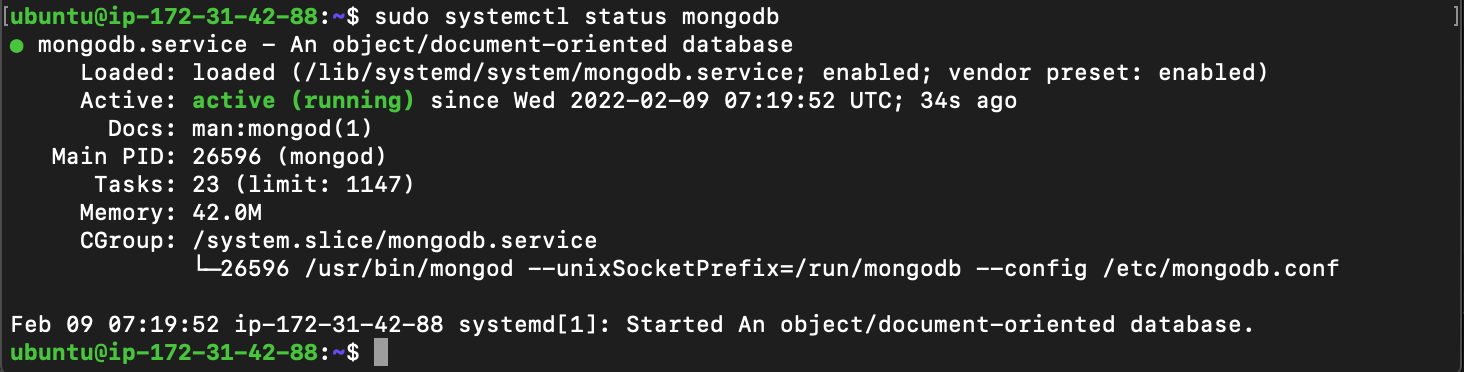 [ubuntu@ip-172-31-42-88:~$ sudo systemctl status mongodb ]
● mongodb.service - An object/document-oriented database
Loaded: loaded (/lib/systemd/system/mongodb.service; enabled; vendor preset: enabled)
Active: active (running) since Wed 2022-02-09 07:19:52 UTC; 34s ago
Docs: man:mongod(1)
Main PID: 26596 (mongod)
Tasks: 23 (limit: 1147)
Memory: 42.0M
CGroup: /system.slice/mongodb.service
└─26596 /usr/bin/mongod --unixSocketPrefix=/run/mongodb --config /etc/mongodb.conf
Feb 09 07:19:52 ip-172-31-42-88 systemd[1]: Started An object/document-oriented database.
ubuntu@ip-172-31-42-88:~$